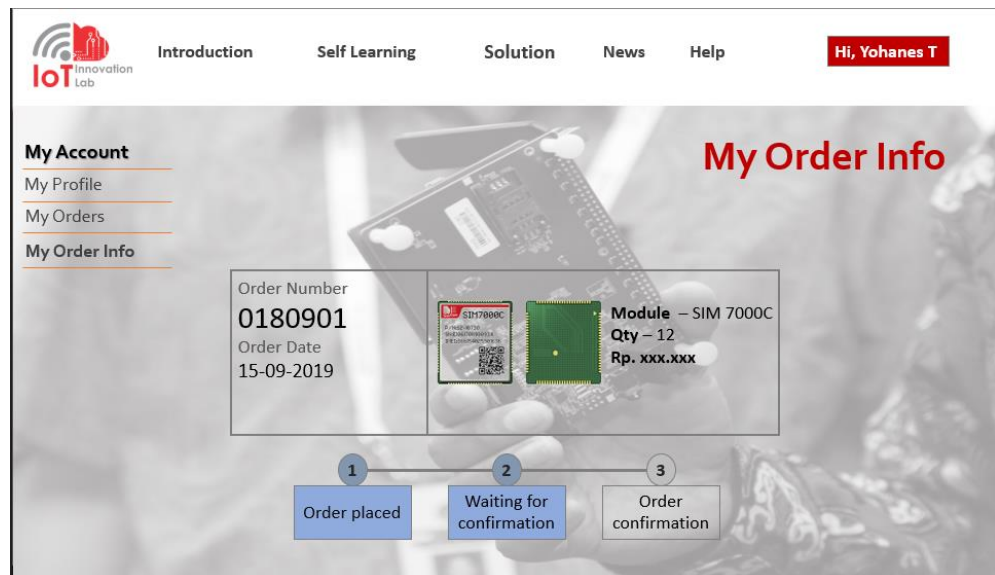 IoT Innovation Lab
Introduction
Self Learning
Solution
News
Help
Hi, Yohanes T
My Account
My Profile
My Orders
My Order Info
My Order Info
Order Number
0180901
Order Date
15-09-2019
SIM7000C
Module – SIM 7000C
Qty – 12
Rp. xxx.xxx
1
2
3
Order placed
Waiting for
confirmation
Order
confirmation